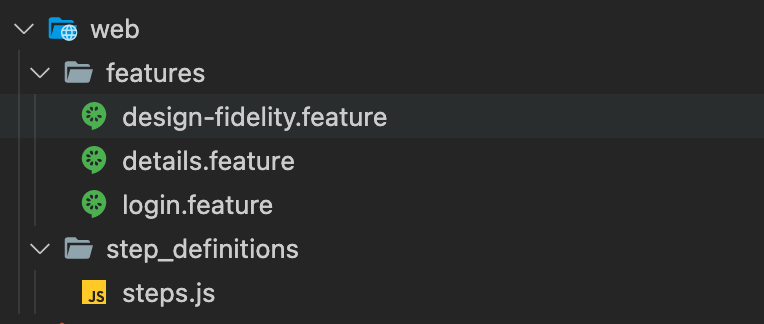 web
features
design-fidelity.feature
details.feature
login.feature
step_definitions
JS steps.js